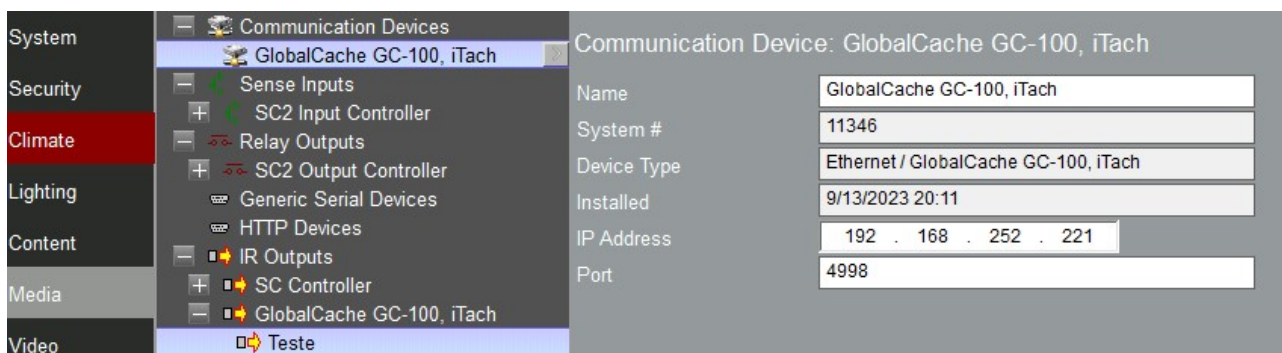 System
Security
Climate
Lighting
Content
Media
Video
Communication Devices
GlobalCache GC-100, iTach
Sense Inputs
SC2 Input Controller
Relay Outputs
SC2 Output Controller
Generic Serial Devices
HTTP Devices
IR Outputs
SC Controller
GlobalCache GC-100, iTach
Teste
Communication Device: GlobalCache GC-100, iTach
Name GlobalCache GC-100, iTach
System # 11346
Device Type Ethernet / GlobalCache GC-100, iTach
Installed 9/13/2023 20:11
IP Address 192 . 168 . 252 . 221
Port 4998